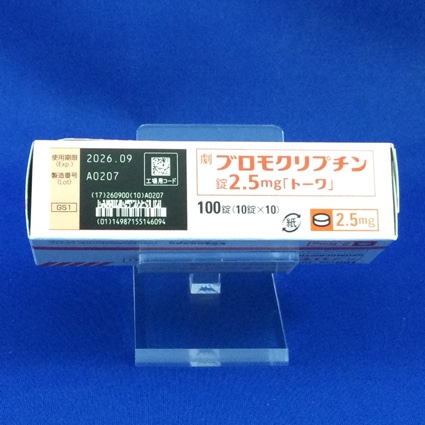 使用期限
(Exp.)
2026.09
製造番号
(Lot)
A0207
工場用コード
GS1
(17)260900(10)A0207
(01)14987155146094
劇 ブロモクリプチン
錠2.5mg「トーワ」
100錠(10錠×10)
紙
2.5mg